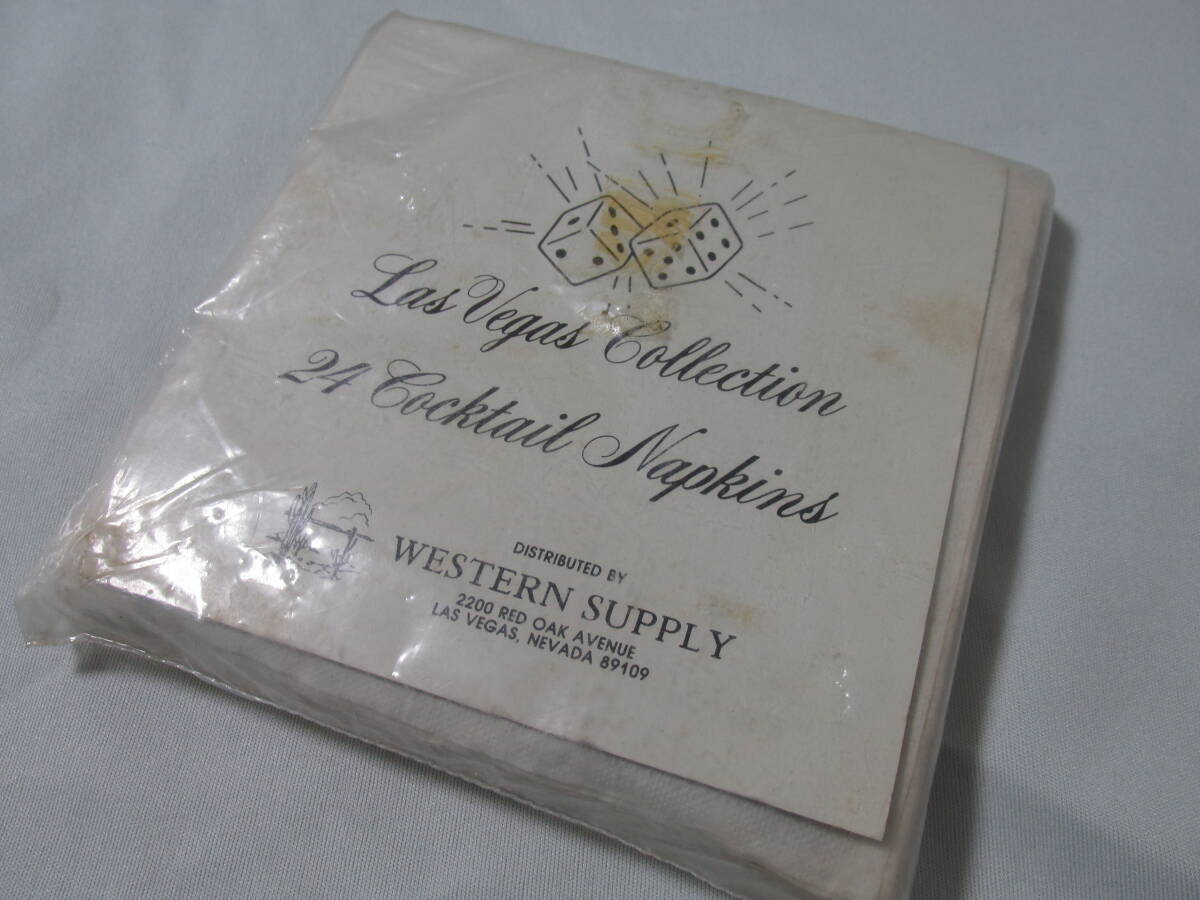 Las Vegas Collection
24 Cocktail Napkins
DISTRIBUTED BY
WESTERN SUPPLY
2200 RED OAK AVENUE
LAS VEGAS, NEVADA 89109